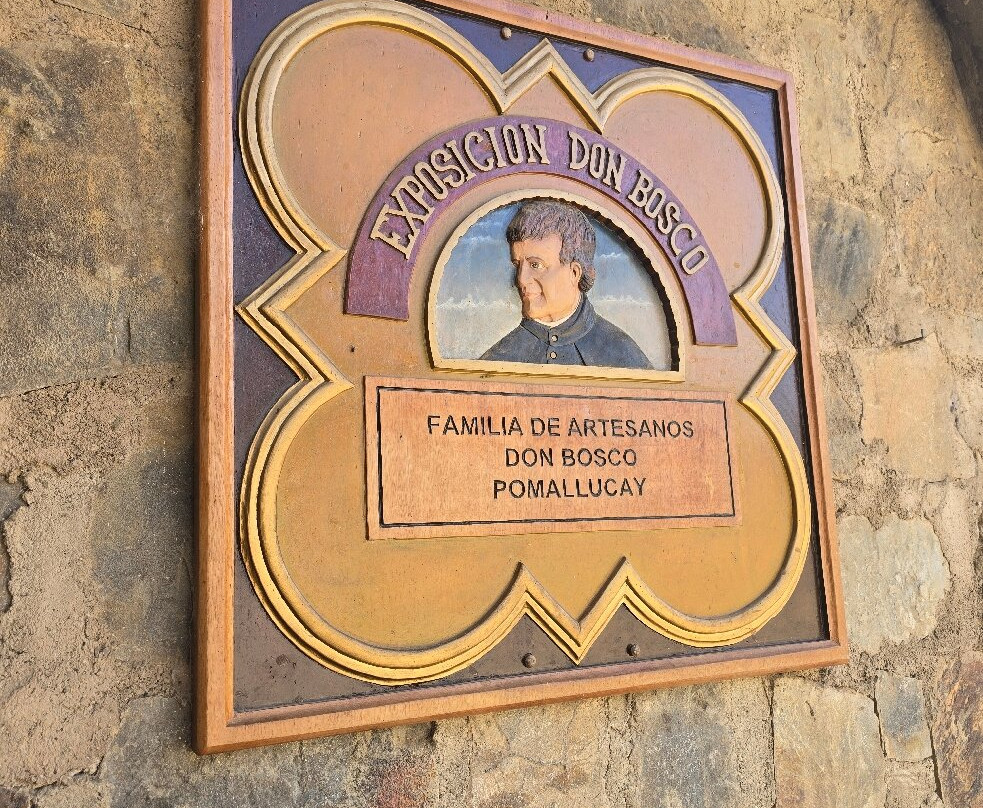 EXPOSICION DON BOSCO
FAMILIA DE ARTESANOS
DON BOSCO
POMALLUCAY